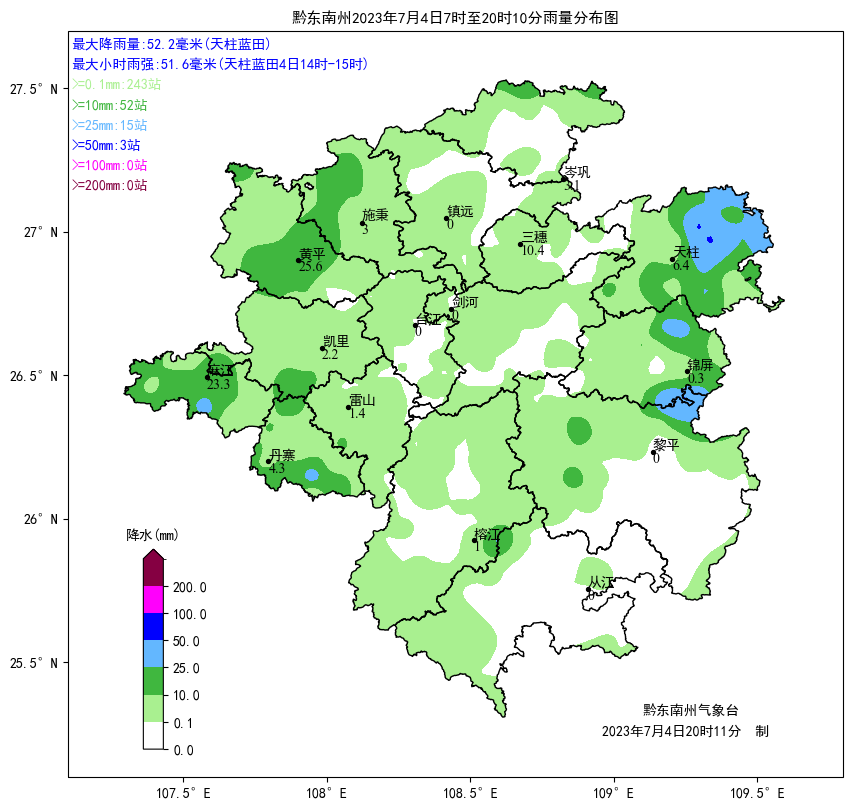 黔东南州2023年7月4日7时至20时10分雨量分布图
最大降雨量:52.2毫米(天柱蓝田)
最大小时雨强:51.6毫米(天柱蓝田4日14时-15时)
>=0.1mm:243站
>=10mm:52站
>=25mm:15站
>=50mm:3站
>=100mm:0站
>=200mm:0站
27.5° N
27° N
26.5° N
26° N
25.5° N
岑巩
31
施秉
3
镇远
0
三穗
10.4
黄平
25.6
天柱
6.4
剑河
0
台江
0
凯里
2.2
麻江
23.3
锦屏
0.3
雷山
1.4
丹寨
4.3
黎平
0
榕江
1
从江
0
降水(mm)
200.0
100.0
50.0
25.0
10.0
0.1
0.0
黔东南州气象台
2023年7月4日20时11分 制
107.5° E
108° E
108.5° E
109° E
109.5° E